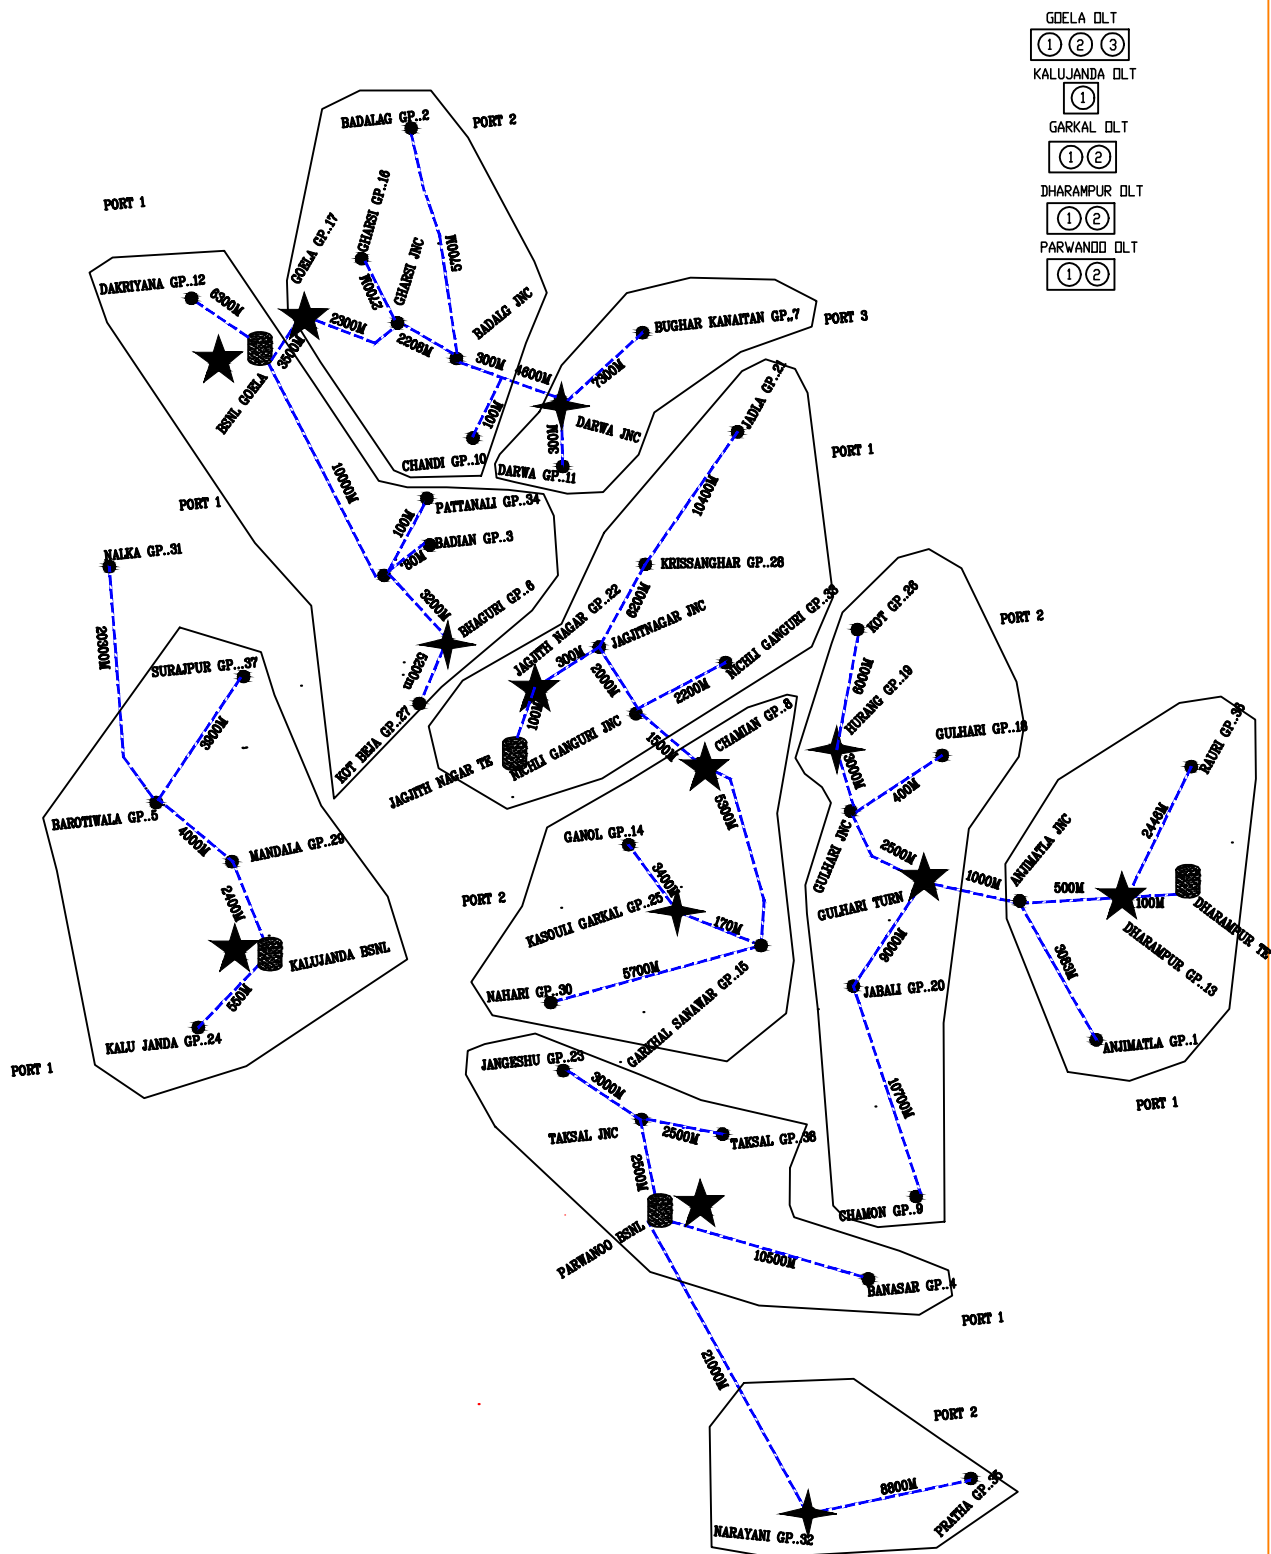 GOELA OLT
1 2 3
KALUJANDA OLT
1
GARKAL OLT
1 2
DHARAMPUR OLT
1 2
PARWANOO OLT
1 2
BADALAG GP..2
PORT 2
PORT 1
GHARSI GP..16
GOELA GP..17
GHARSI JNC
5700M
2700M
DAKRIYANA GP..12
6300M
BADALG JNC
2300M
2206M
3500M
BSNL GOELA
300M
4600M
100M
CHANDI GP..10
BUGHAR KANAITAN GP..7
PORT 3
7300M
DARWA JNC
300M
DARWA GP..11
JADLA GP..21
PORT 1
10400M
10000M
PORT 1
PATTANALI GP..34
100M
BADIAN GP..3
80M
3200M
BHAGURI GP..6
5200m
KOT BEJA GP..27
NALKA GP..31
20300M
KRISSANGHAR GP..28
6200M
JAGJITH NAGAR GP..22
JAGJITNAGAR JNC
300M
2000M
NICHLI GANGURI GP..33
2200M
100M
JAGJITH NAGAR TE
NICHLI GANGURI JNC
1500M
CHAMIAN GP..8
5300M
KOT GP..26
PORT 2
6000M
HURANG GP..19
3000M
GULHARI GP..18
400M
GULHARI JNC
2500M
GULHARI TURN
1000M
ANJIMATLA JNC
500M
RAURI GP..36
2446M
100M
DHARAMPUR TE
DHARAMPUR GP..13
3063M
ANJIMATLA GP..1
PORT 1
SURAJPUR GP...37
3900M
BAROTIWALA GP..5
4000M
MANDALA GP..29
2400M
KALUJANDA BSNL
550M
KALU JANDA GP..24
PORT 1
GANOL GP..14
3400M
PORT 2
KASOULI GARKAL GP..25
170M
5700M
NAHARI GP..30
GARKHAL SANAWAR GP..15
9000M
JABALI GP..20
10700M
CHAMON GP..9
JANGESHU GP..23
3000M
TAKSAL JNC
2500M
TAKSAL GP..38
2500M
PARWANOO BSNL
10500M
BANASAR GP..4
PORT 1
21000M
PORT 2
8800M
PRATHA GP..35
NARAYANI GP..32